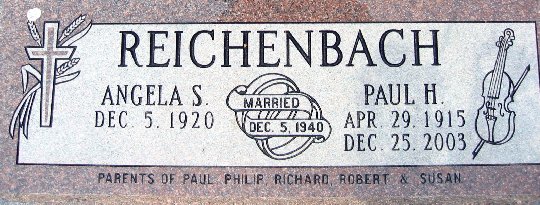 REICHENBACH
ANGELA S.
DEC. 5, 1920
MARRIED
DEC. 5, 1940
PAUL H.
APR. 29, 1915
DEC. 25, 2003
PARENTS OF PAUL, PHILIP, RICHARD, ROBERT & SUSAN